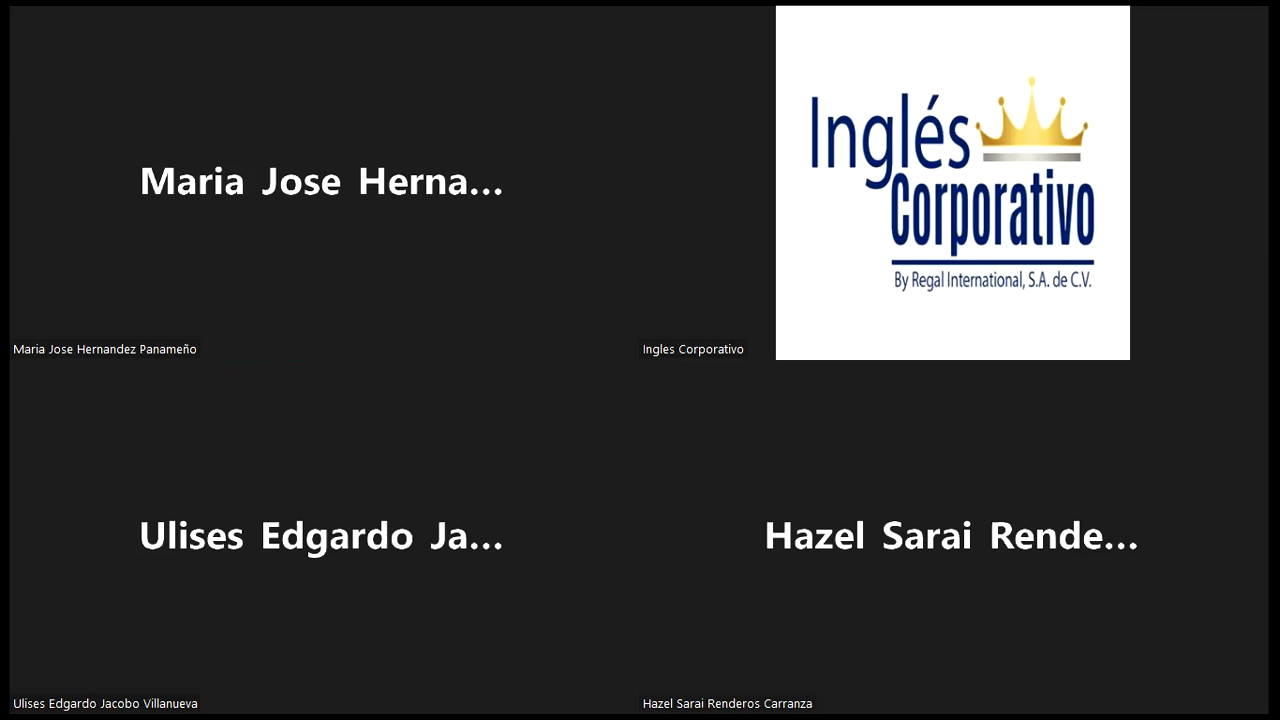 Maria Jose Herna...
Inglés
Corporativo
By Regal International, S.A. de C.V.
Maria Jose Hernandez Panameño
Ingles Corporativo
Ulises Edgardo Ja...
Hazel Sarai Rende...
Ulises Edgardo Jacobo Villanueva
Hazel Sarai Renderos Carranza